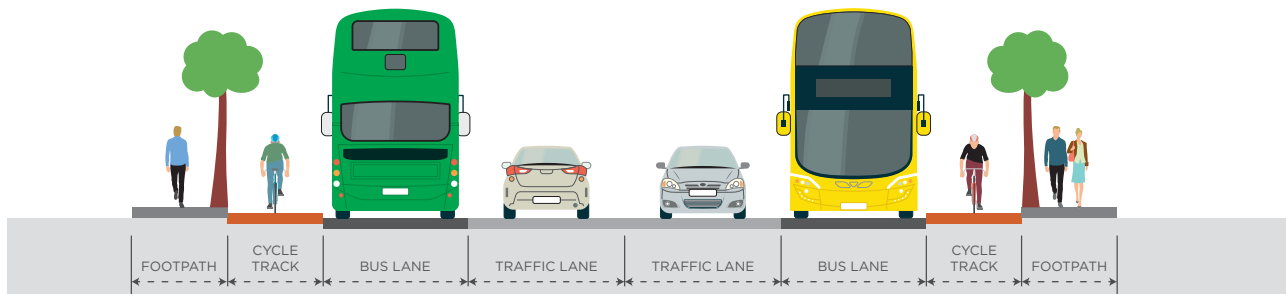 FOOTPATH
CYCLE
TRACK
BUS LANE
TRAFFIC LANE
TRAFFIC LANE
BUS LANE
CYCLE
TRACK
FOOTPATH